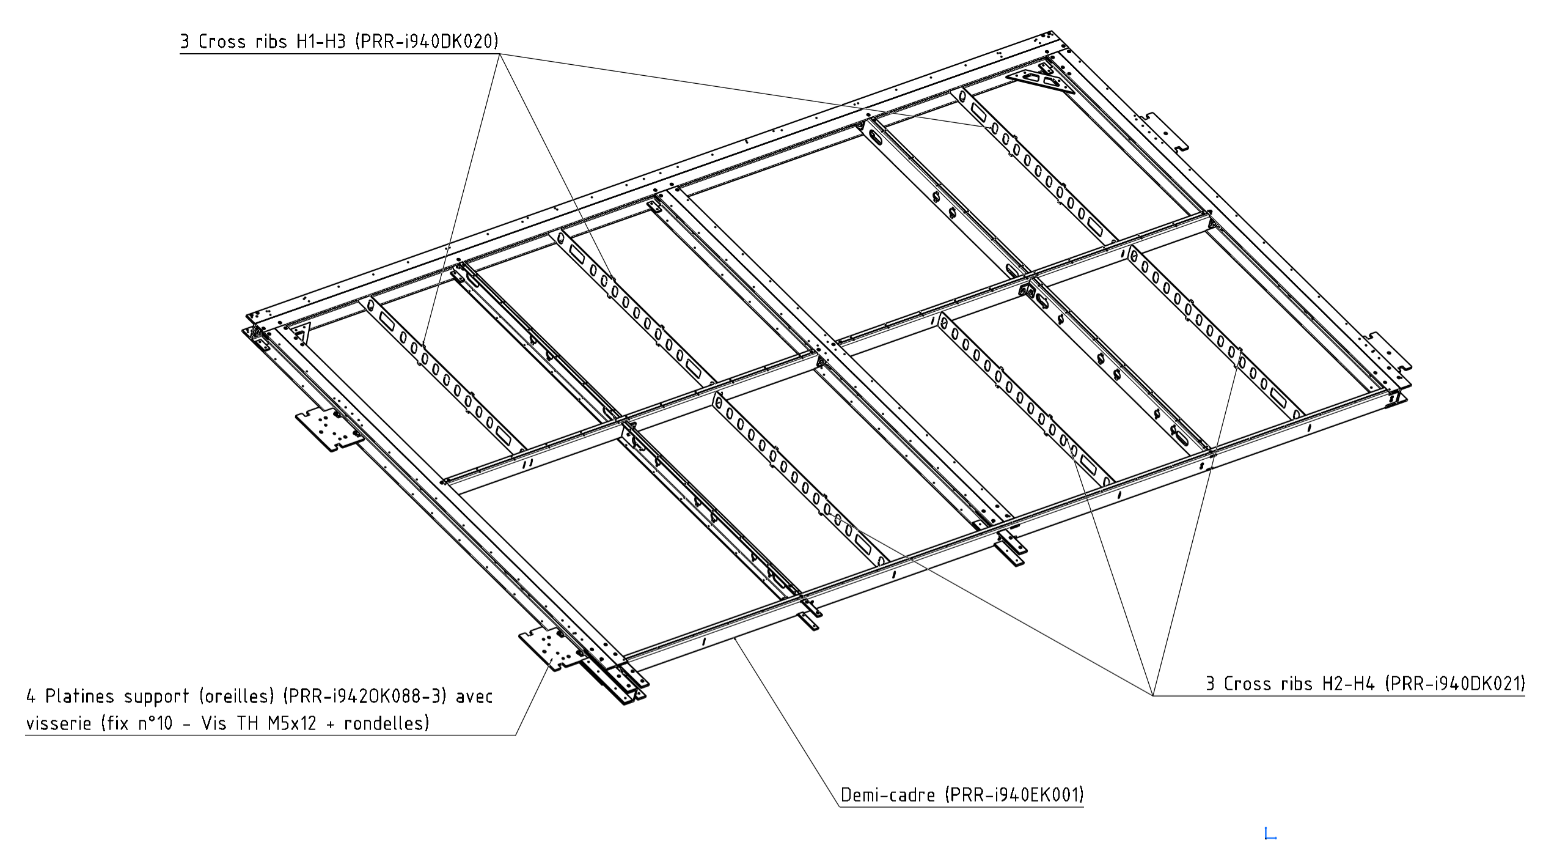 3 Cross ribs H1-H3 (PRR-i940DK020)
4 Platines support (oreilles) (PRR-i942OK088-3) avec
visserie (fix n°10 - Vis TH M5x12 + rondelles)
3 Cross ribs H2-H4 (PRR-i940DK021)
Demi-cadre (PRR-i940EK001)